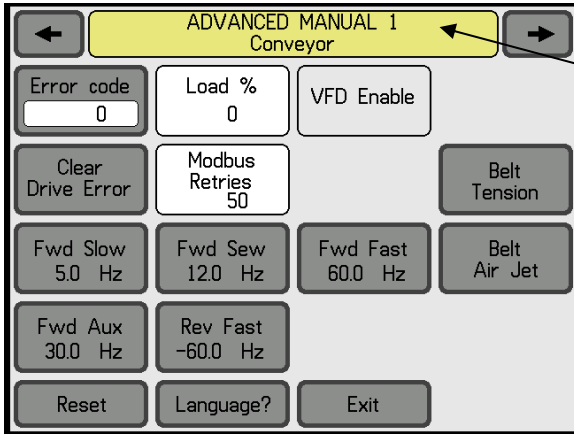 ADVANCED MANUAL 1
Conveyor
Error code
0
Load %
0
VFD Enable
Clear
Drive Error
Modbus
Retries
50
Belt
Tension
Fwd Slow
5.0 Hz
Fwd Sew
12.0 Hz
Fwd Fast
60.0 Hz
Belt
Air Jet
Fwd Aux
30.0 Hz
Rev Fast
-60.0 Hz
Reset
Language?
Exit